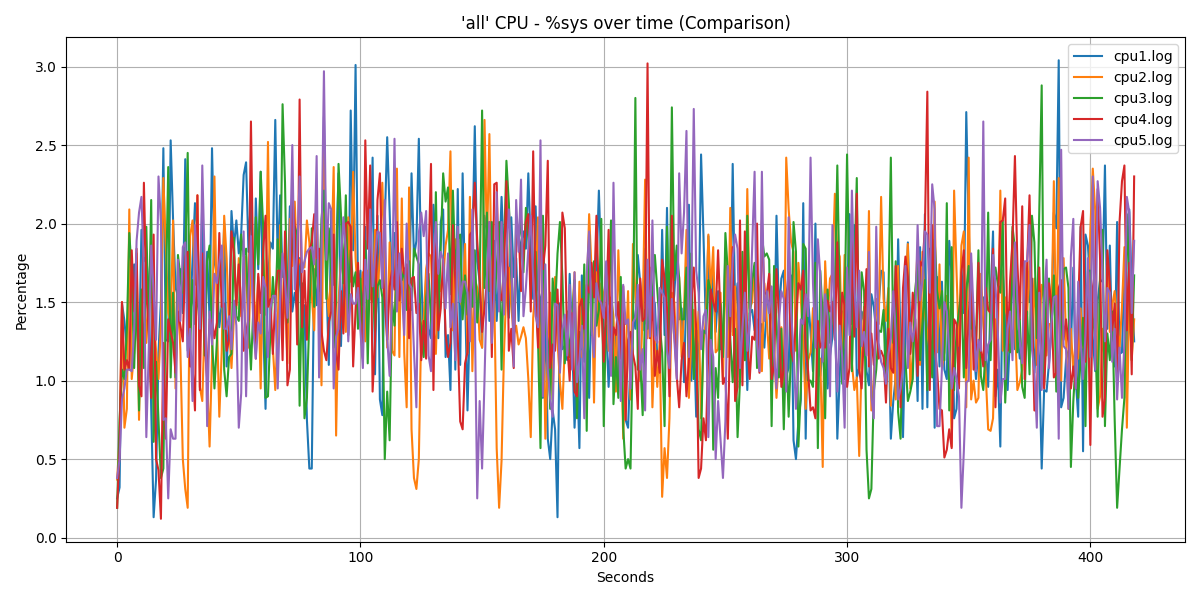 'all' CPU - %sys over time (Comparison)
cpu1.log
cpu2.log
cpu3.log
cpu4.log
cpu5.log
3.0
2.5
2.0
1.5
1.0
0.5
0.0
Percentage
0
100
200
300
400
Seconds